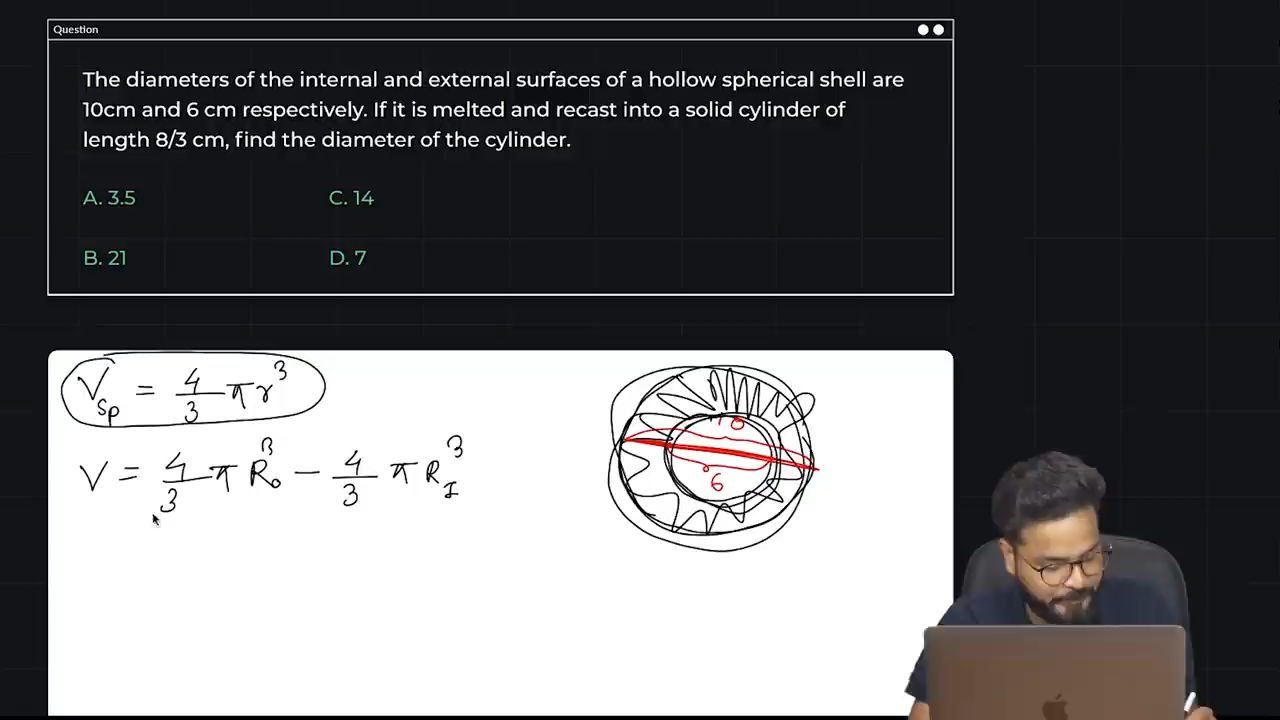 Question
The diameters of the internal and external surfaces of a hollow spherical shell are
10cm and 6 cm respectively. If it is melted and recast into a solid cylinder of
length 8/3 cm, find the diameter of the cylinder.
A. 3.5 C. 14
B. 21 D. 7
V_Sp = 4/3 πr³
V = 4/3 πR₀³ − 4/3 πR_I³
10
6